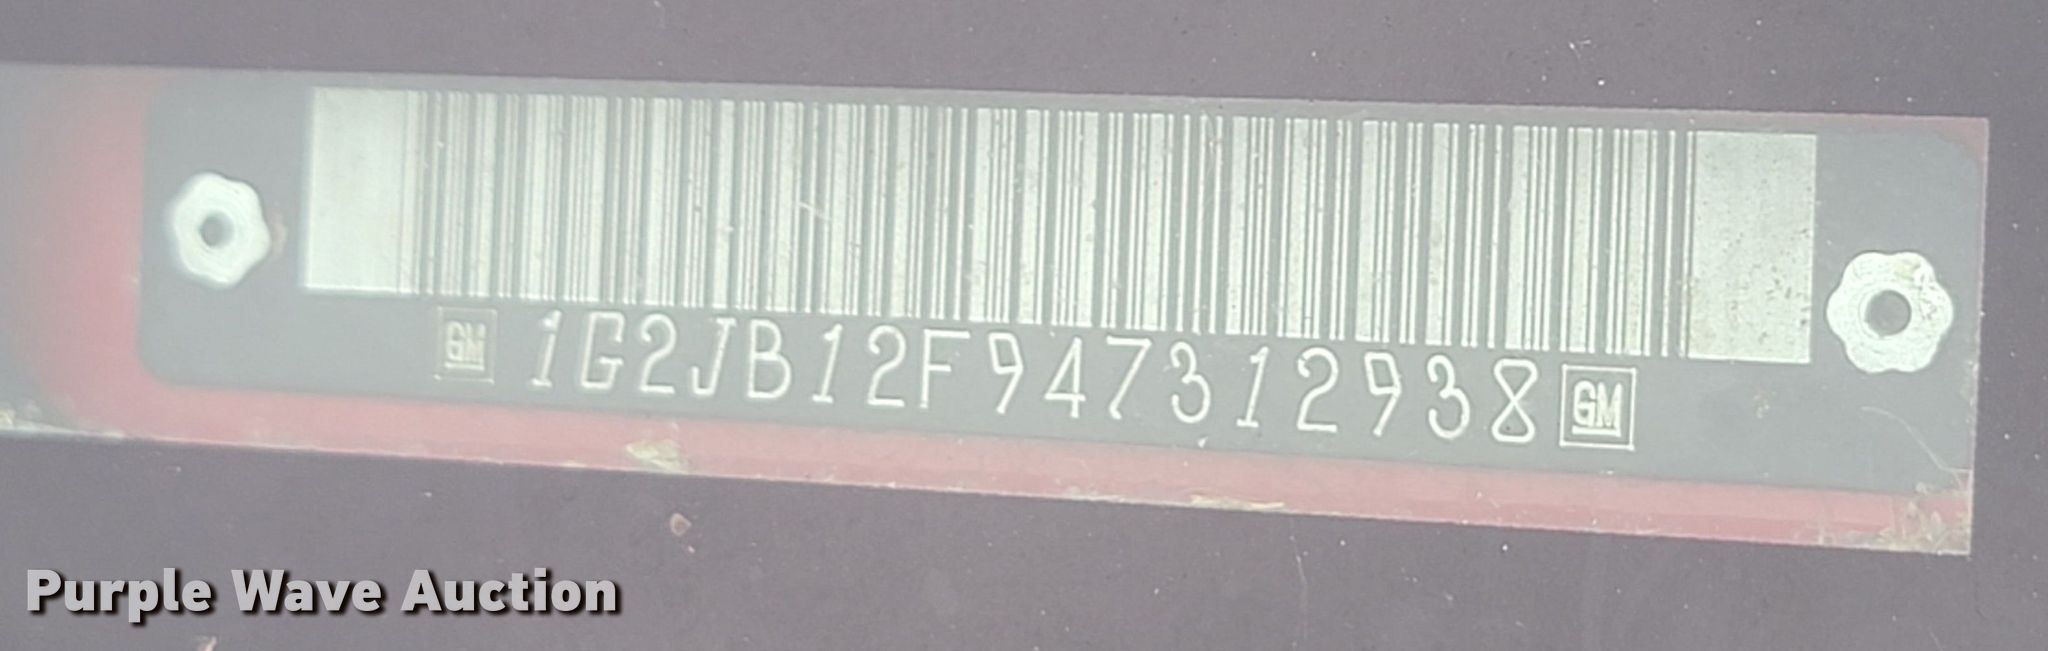 GM 1G2JB12F947312938 GM
Purple Wave Auction